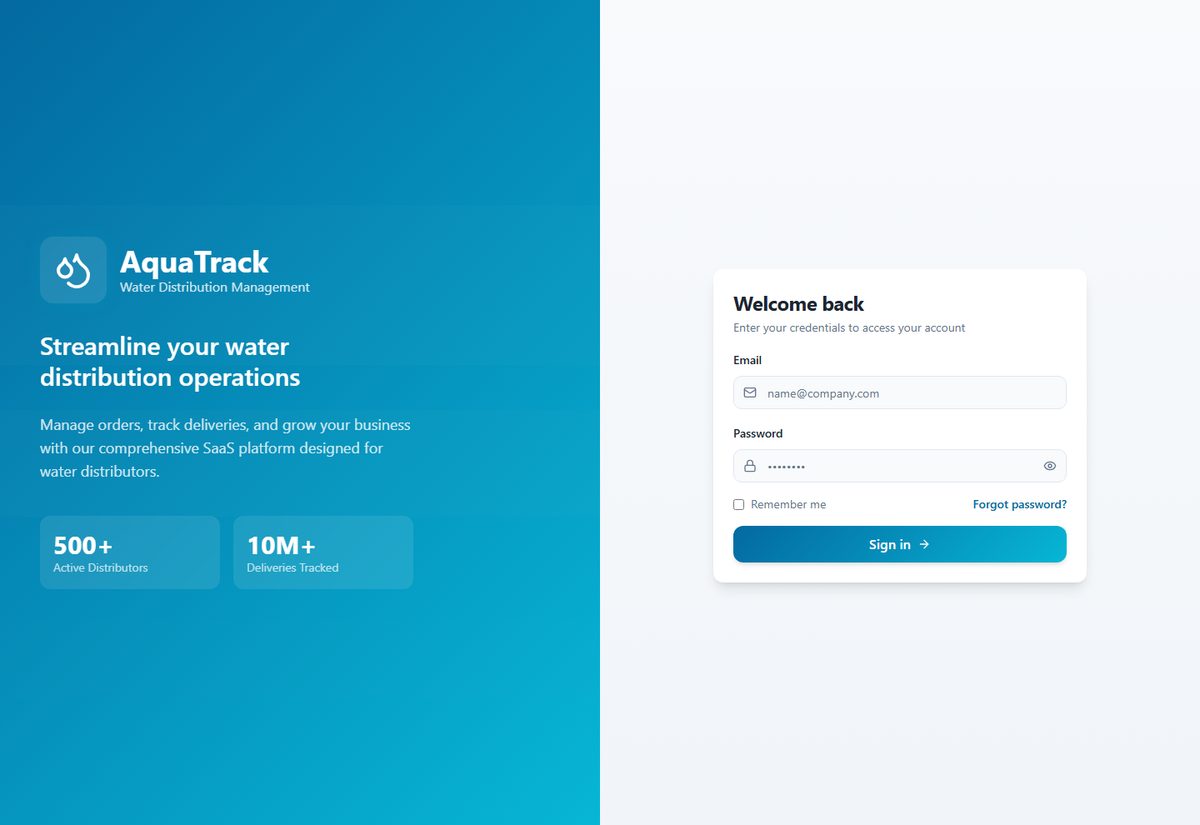 AquaTrack
Water Distribution Management
Streamline your water
distribution operations
Manage orders, track deliveries, and grow your business
with our comprehensive SaaS platform designed for
water distributors.
500+
Active Distributors
10M+
Deliveries Tracked
Welcome back
Enter your credentials to access your account
Email
name@company.com
Password
••••••••
Remember me
Forgot password?
Sign in →